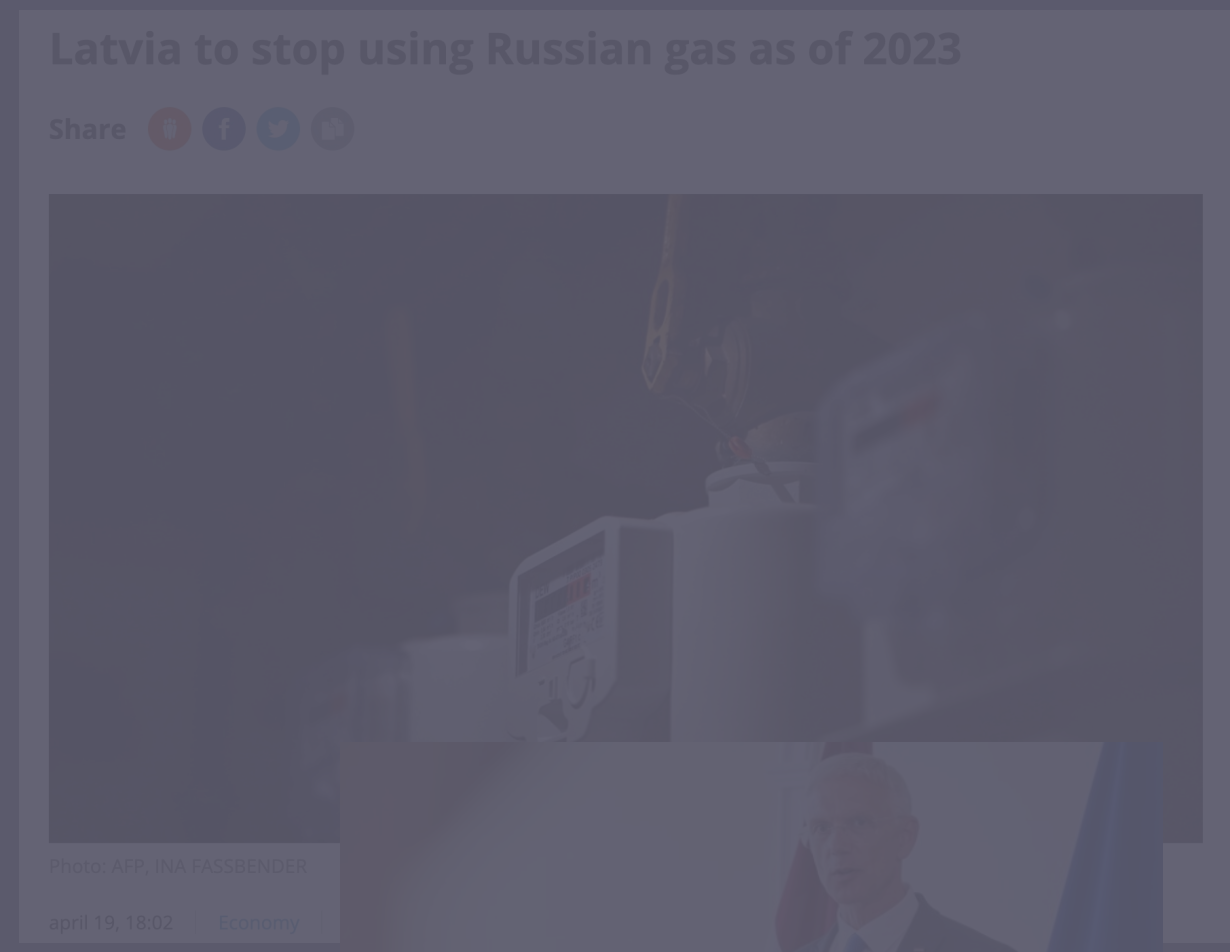 Latvia to stop using Russian gas as of 2023
Share
Photo: AFP, INA FASSBENDER
april 19, 18:02 Economy